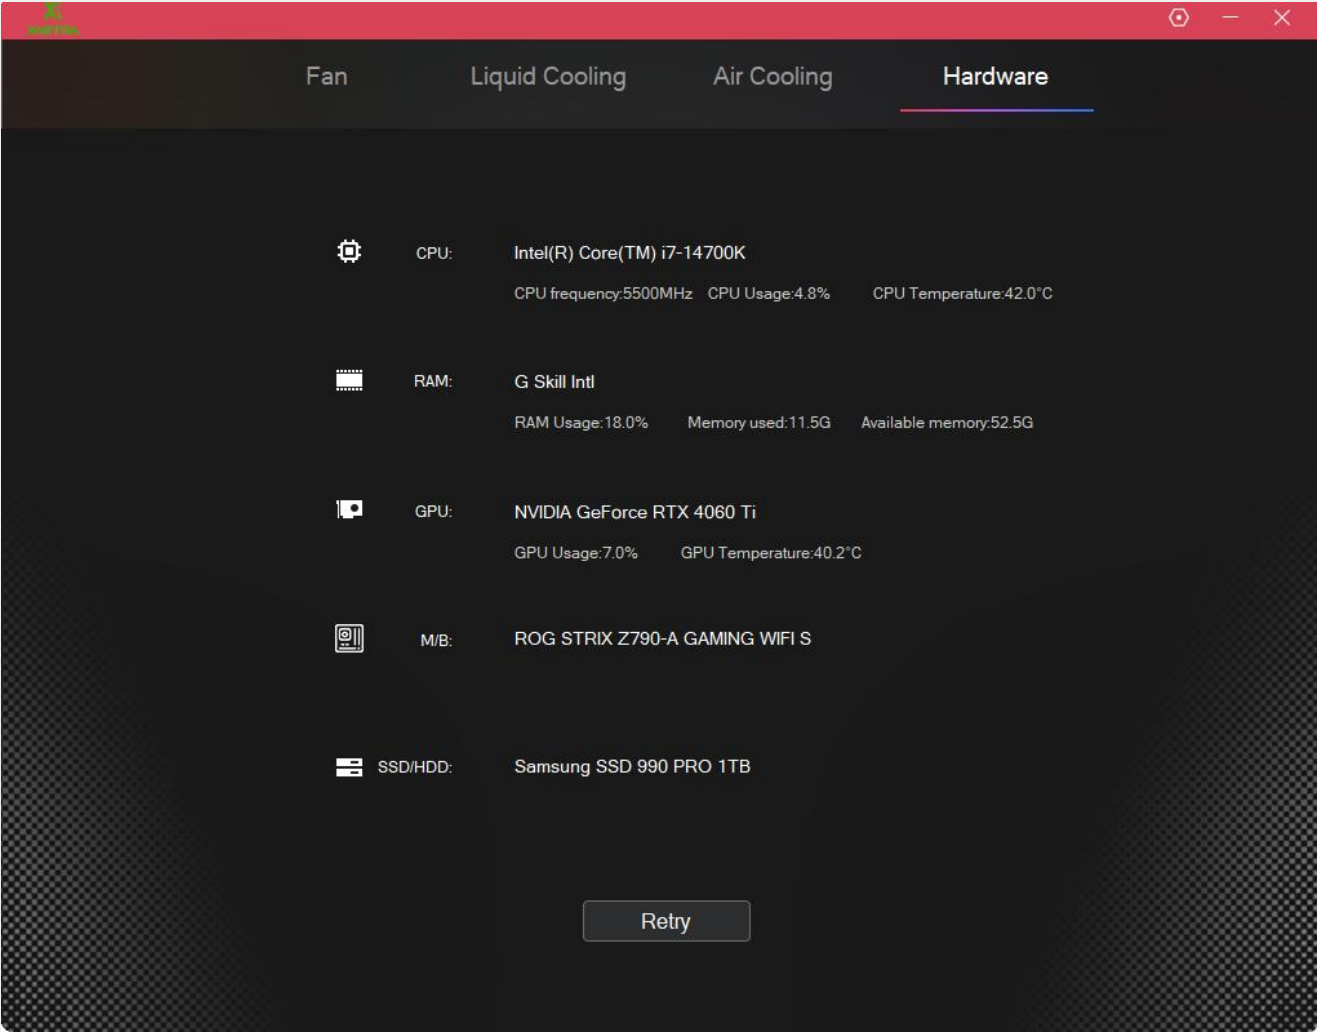 Fan Liquid Cooling Air Cooling Hardware
CPU: Intel(R) Core(TM) i7-14700K
CPU frequency:5500MHz CPU Usage:4.8% CPU Temperature:42.0°C
RAM: G Skill Intl
RAM Usage:18.0% Memory used:11.5G Available memory:52.5G
GPU: NVIDIA GeForce RTX 4060 Ti
GPU Usage:7.0% GPU Temperature:40.2°C
M/B: ROG STRIX Z790-A GAMING WIFI S
SSD/HDD: Samsung SSD 990 PRO 1TB
Retry